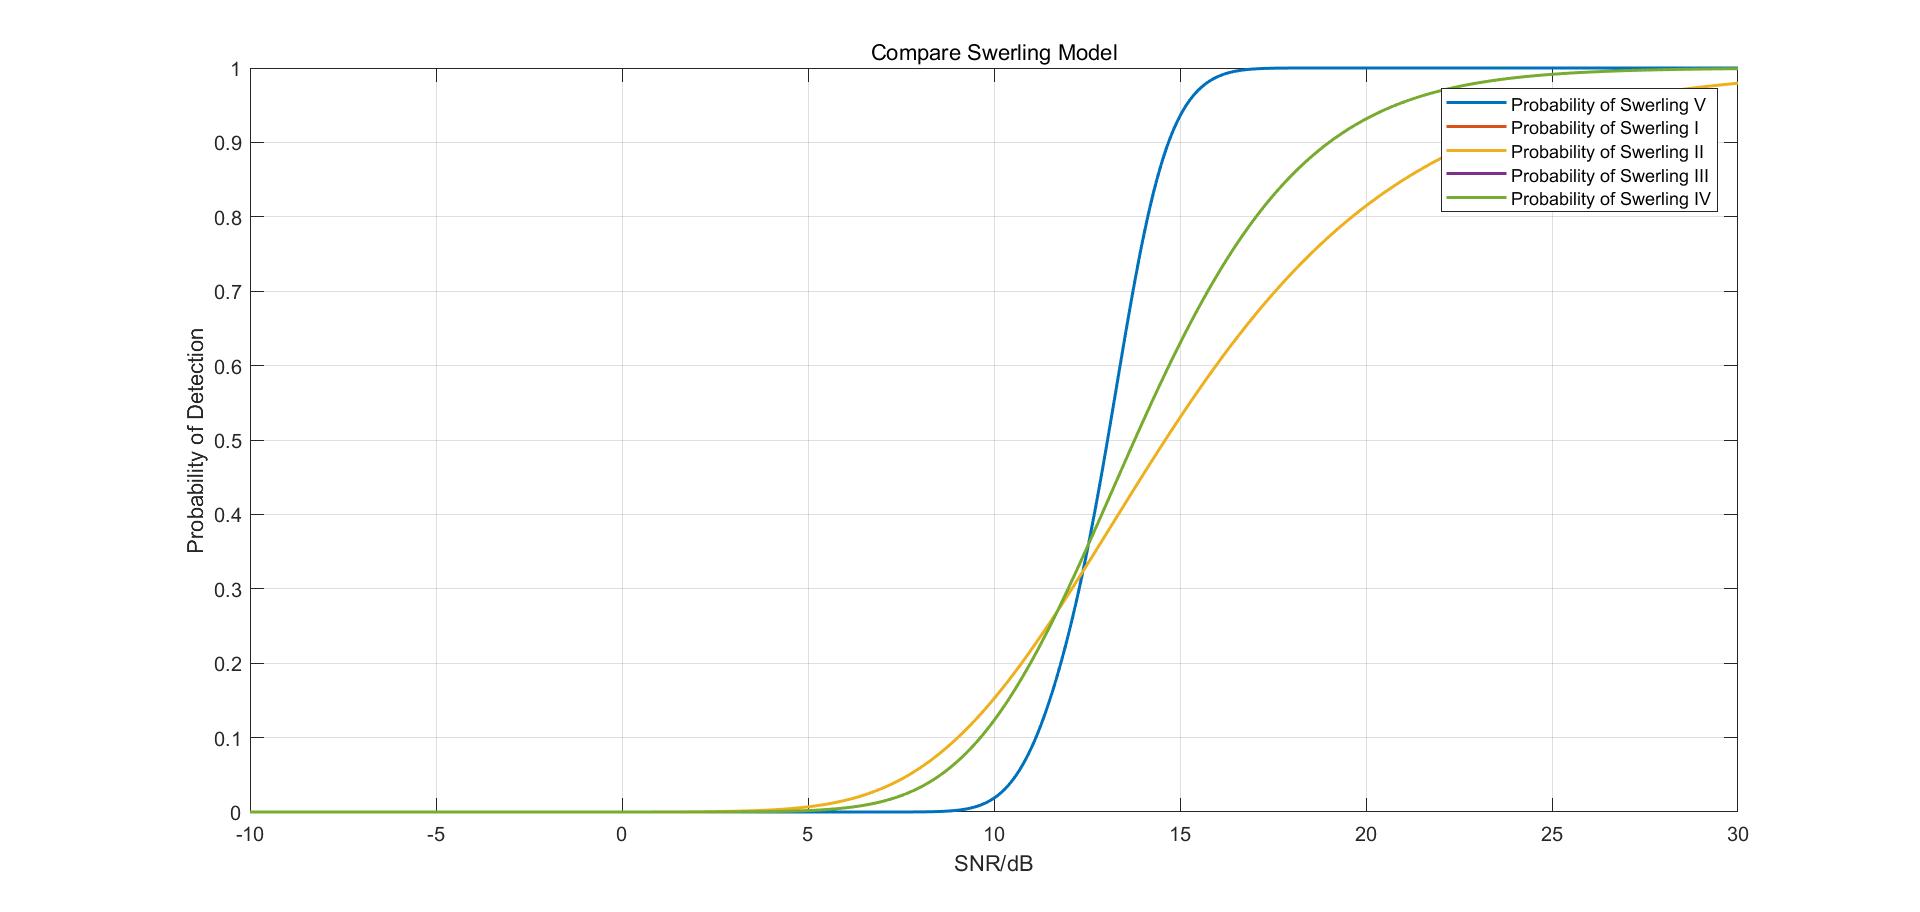 Compare Swerling Model
1
0.9
0.8
0.7
0.6
0.5
0.4
0.3
0.2
0.1
0
Probability of Detection
Probability of Swerling V
Probability of Swerling I
Probability of Swerling II
Probability of Swerling III
Probability of Swerling IV
-10 -5 0 5 10 15 20 25 30
SNR/dB